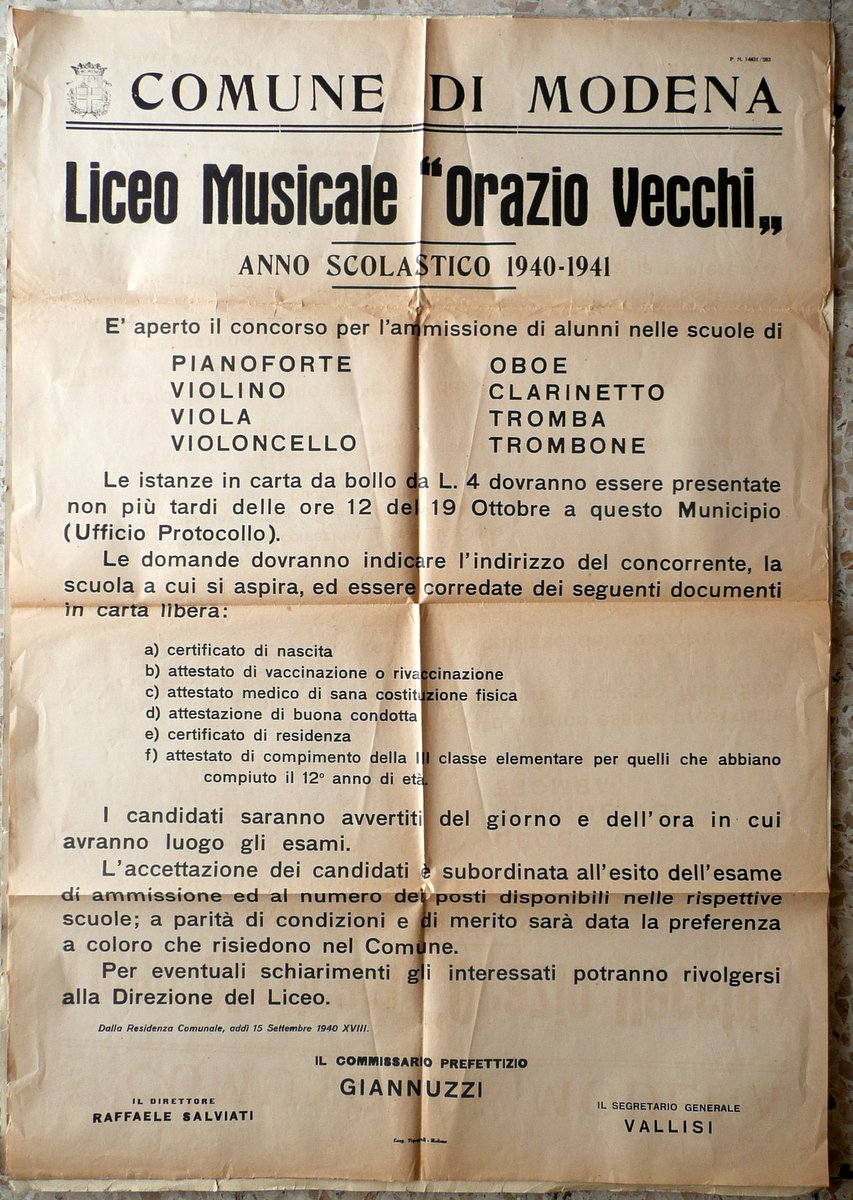 P. N. 14431/583
COMUNE DI MODENA
Liceo Musicale “Orazio Vecchi„
ANNO SCOLASTICO 1940-1941
E' aperto il concorso per l'ammissione di alunni nelle scuole di
PIANOFORTE
VIOLINO
VIOLA
VIOLONCELLO
OBOE
CLARINETTO
TROMBA
TROMBONE
Le istanze in carta da bollo da L. 4 dovranno essere presentate
non più tardi delle ore 12 del 19 Ottobre a questo Municipio
(Ufficio Protocollo).
Le domande dovranno indicare l'indirizzo del concorrente, la
scuola a cui si aspira, ed essere corredate dei seguenti documenti
in carta libera:
a) certificato di nascita
b) attestato di vaccinazione o rivaccinazione
c) attestato medico di sana costituzione fisica
d) attestazione di buona condotta
e) certificato di residenza
f) attestato di compimento della III classe elementare per quelli che abbiano
compiuto il 12° anno di età.
I candidati saranno avvertiti del giorno e dell'ora in cui
avranno luogo gli esami.
L'accettazione dei candidati è subordinata all'esito dell'esame
di ammissione ed al numero dei posti disponibili nelle rispettive
scuole; a parità di condizioni e di merito sarà data la preferenza
a coloro che risiedono nel Comune.
Per eventuali schiarimenti gli interessati potranno rivolgersi
alla Direzione del Liceo.
Dalla Residenza Comunale, addì 15 Settembre 1940 XVIII.
IL COMMISSARIO PREFETTIZIO
GIANNUZZI
IL DIRETTORE
RAFFAELE SALVIATI
IL SEGRETARIO GENERALE
VALLISI
Modena